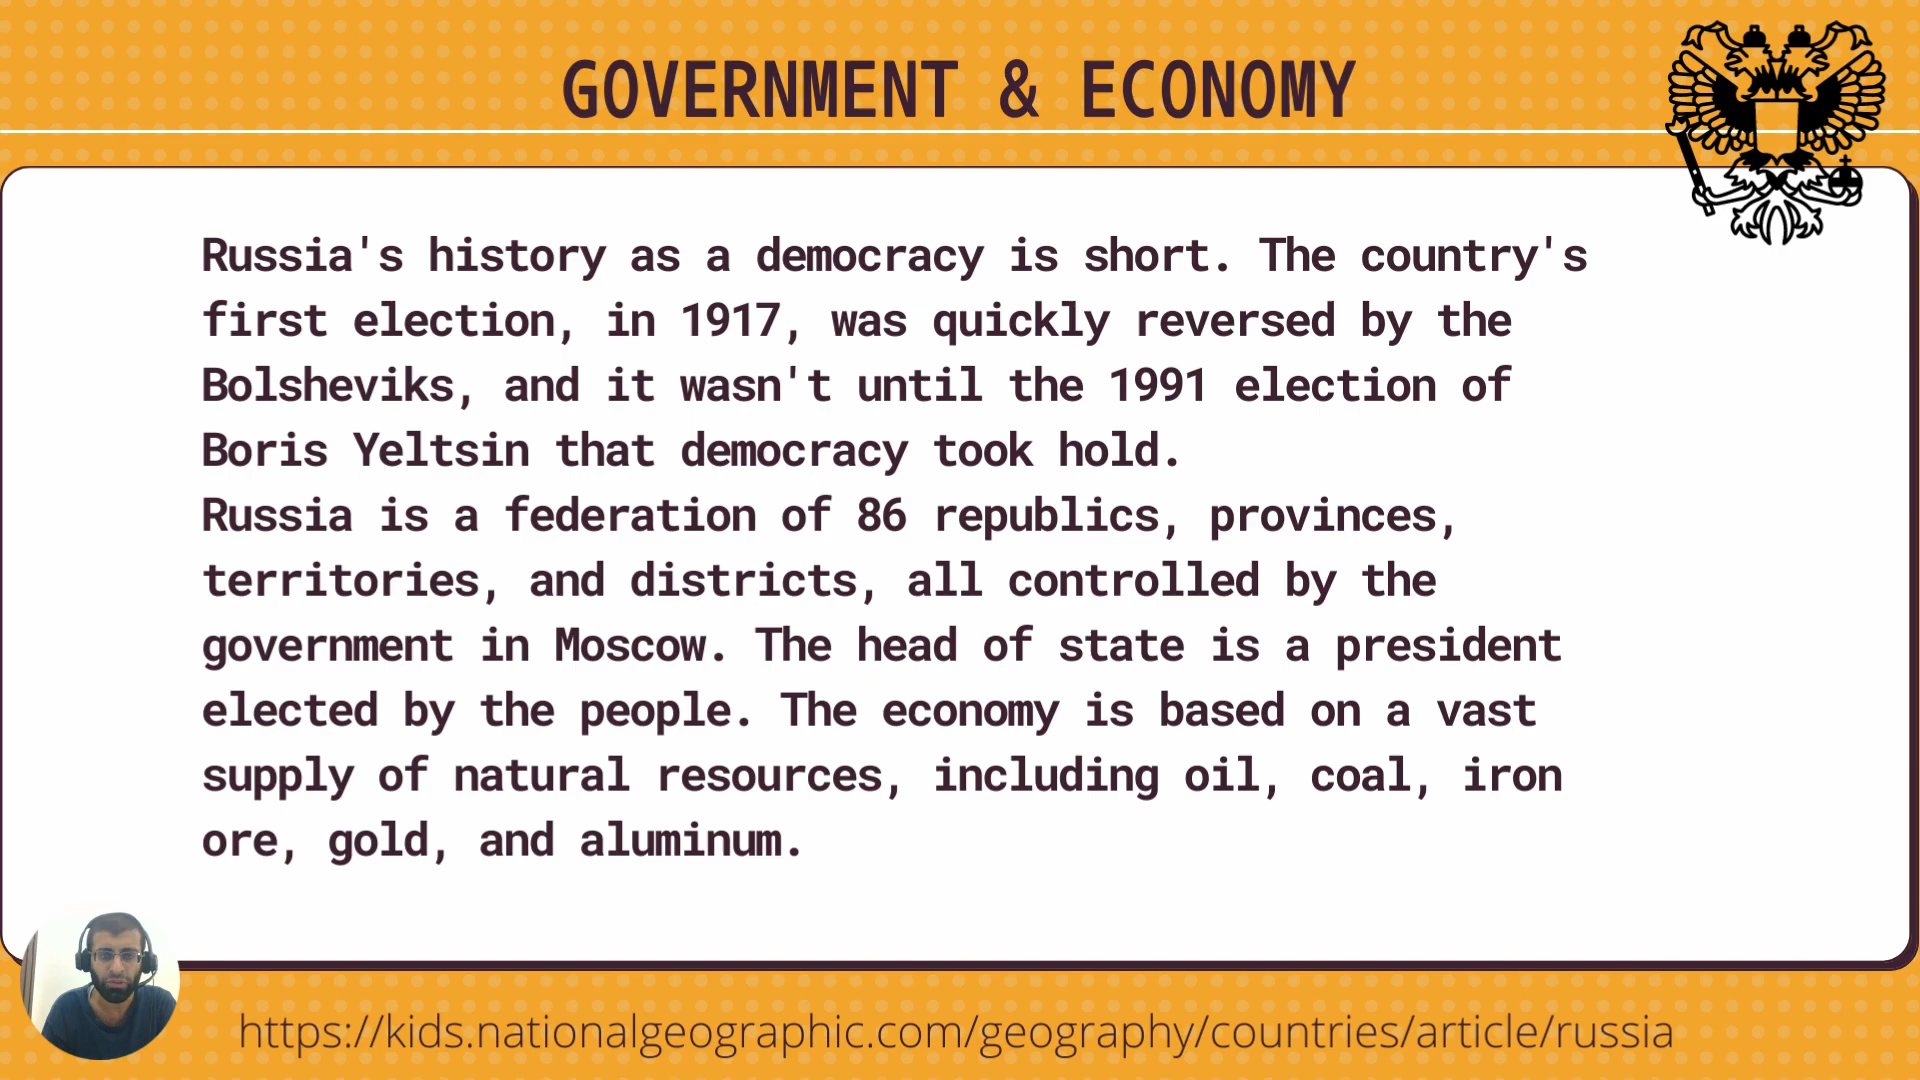 GOVERNMENT & ECONOMY
Russia's history as a democracy is short. The country's
first election, in 1917, was quickly reversed by the
Bolsheviks, and it wasn't until the 1991 election of
Boris Yeltsin that democracy took hold.
Russia is a federation of 86 republics, provinces,
territories, and districts, all controlled by the
government in Moscow. The head of state is a president
elected by the people. The economy is based on a vast
supply of natural resources, including oil, coal, iron
ore, gold, and aluminum.
https://kids.nationalgeographic.com/geography/countries/article/russia